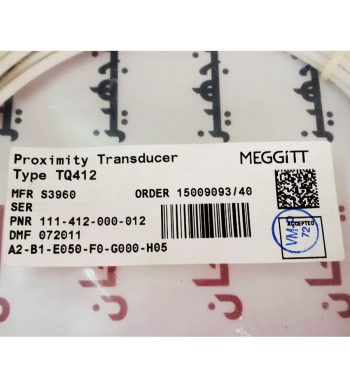 Proximity Transducer
Type TQ412
MEGGiTT
MFR S3960 ORDER 15009093/40
SER
PNR 111-412-000-012
DMF 072011
A2-B1-E050-F0-G000-H05
ACCEPTED
72